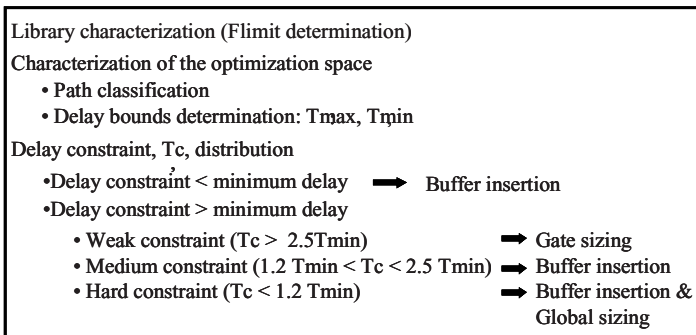 Library characterization (Flimit determination)
Characterization of the optimization space
• Path classification
• Delay bounds determination: Tmax, Tmin
Delay constraint, Tc, distribution
•Delay constraint < minimum delay ➡ Buffer insertion
•Delay constraint > minimum delay
• Weak constraint (Tc > 2.5Tmin) ➡ Gate sizing
• Medium constraint (1.2 Tmin < Tc < 2.5 Tmin) ➡ Buffer insertion
• Hard constraint (Tc < 1.2 Tmin) ➡ Buffer insertion &
Global sizing